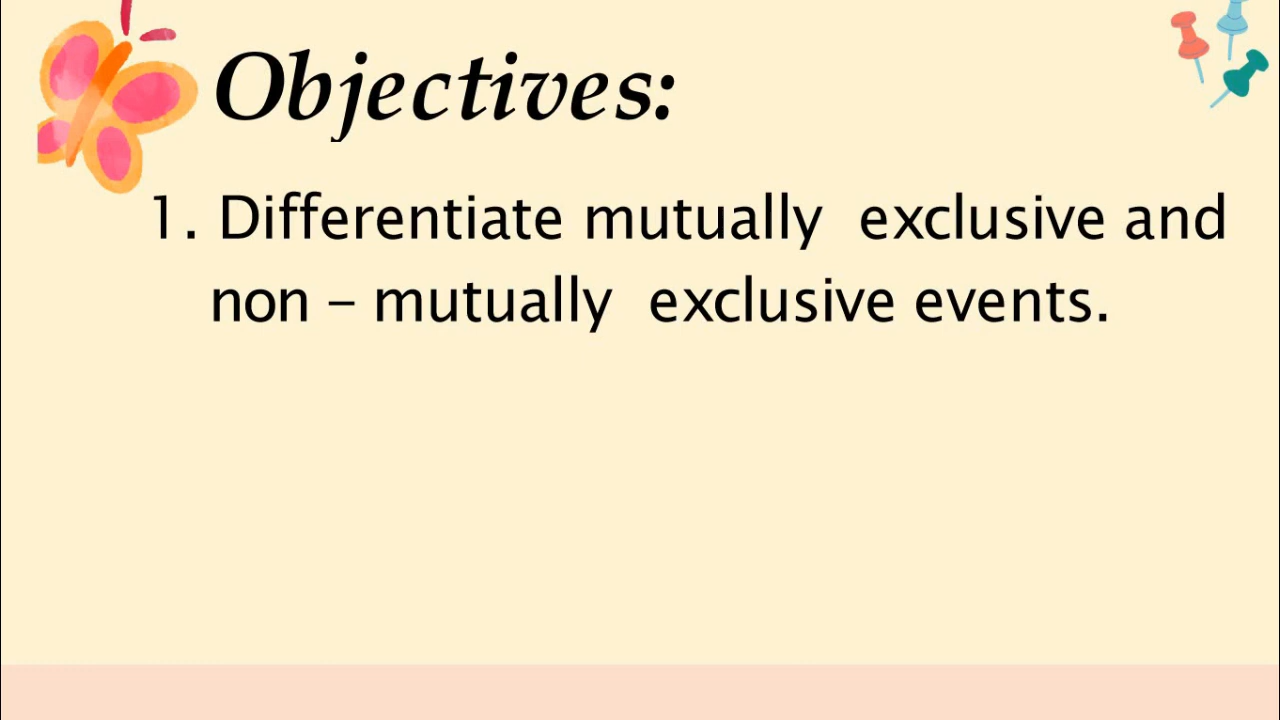 Objectives:
1. Differentiate mutually  exclusive and
non – mutually  exclusive events.